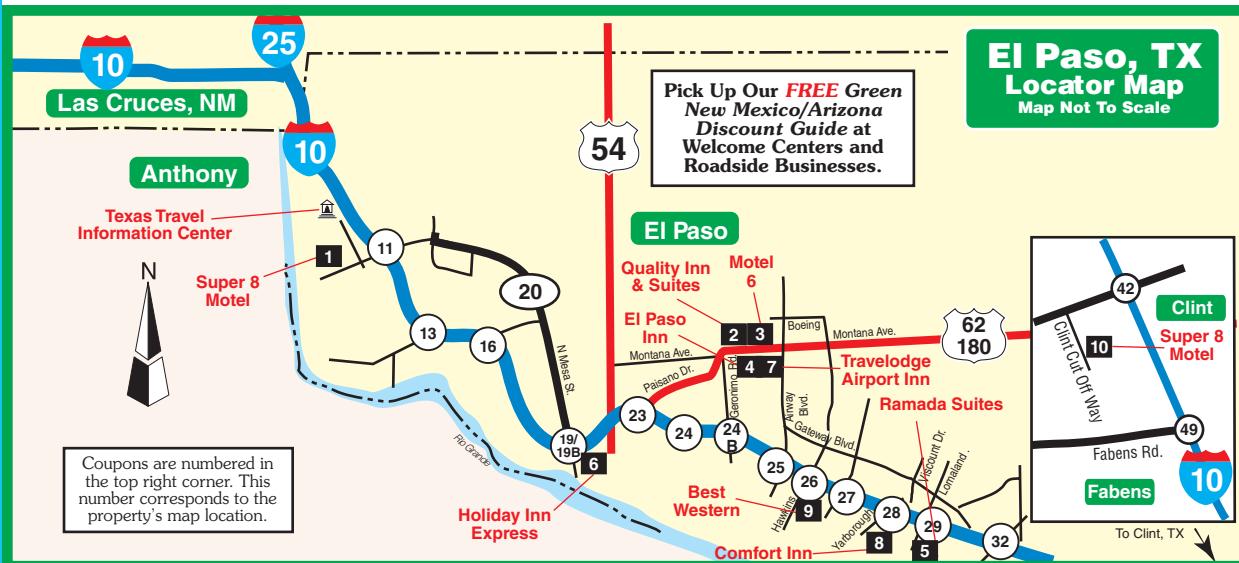 25
10
Las Cruces, NM
El Paso, TX
Locator Map
Map Not To Scale
Pick Up Our FREE Green
New Mexico/Arizona
Discount Guide at
Welcome Centers and
Roadside Businesses.
54
10
Anthony
Texas Travel
Information Center
1
11
Super 8
Motel
N
El Paso
Quality Inn
& Suites
Motel
6
20
El Paso
Inn
2
3
Boeing
Montana Ave.
62
180
13
16
N Mesa St.
Montana Ave.
Paisano Dr.
Geronimo Rd.
4
7
Travelodge
Airport Inn
Airway
Blvd.
Ramada Suites
Gateway Blvd.
Viscount Dr.
Lomaland .
23
24
24
B
25
26
27
28
29
32
19/
19B
6
Rio Grande
Holiday Inn
Express
Best
Western
Hawkins
9
Yarborough
8
5
Comfort Inn
Coupons are numbered in
the top right corner. This
number corresponds to the
property's map location.
42
Clint
Clint Cut Off Way
10
Super 8
Motel
49
Fabens Rd.
10
Fabens
To Clint, TX